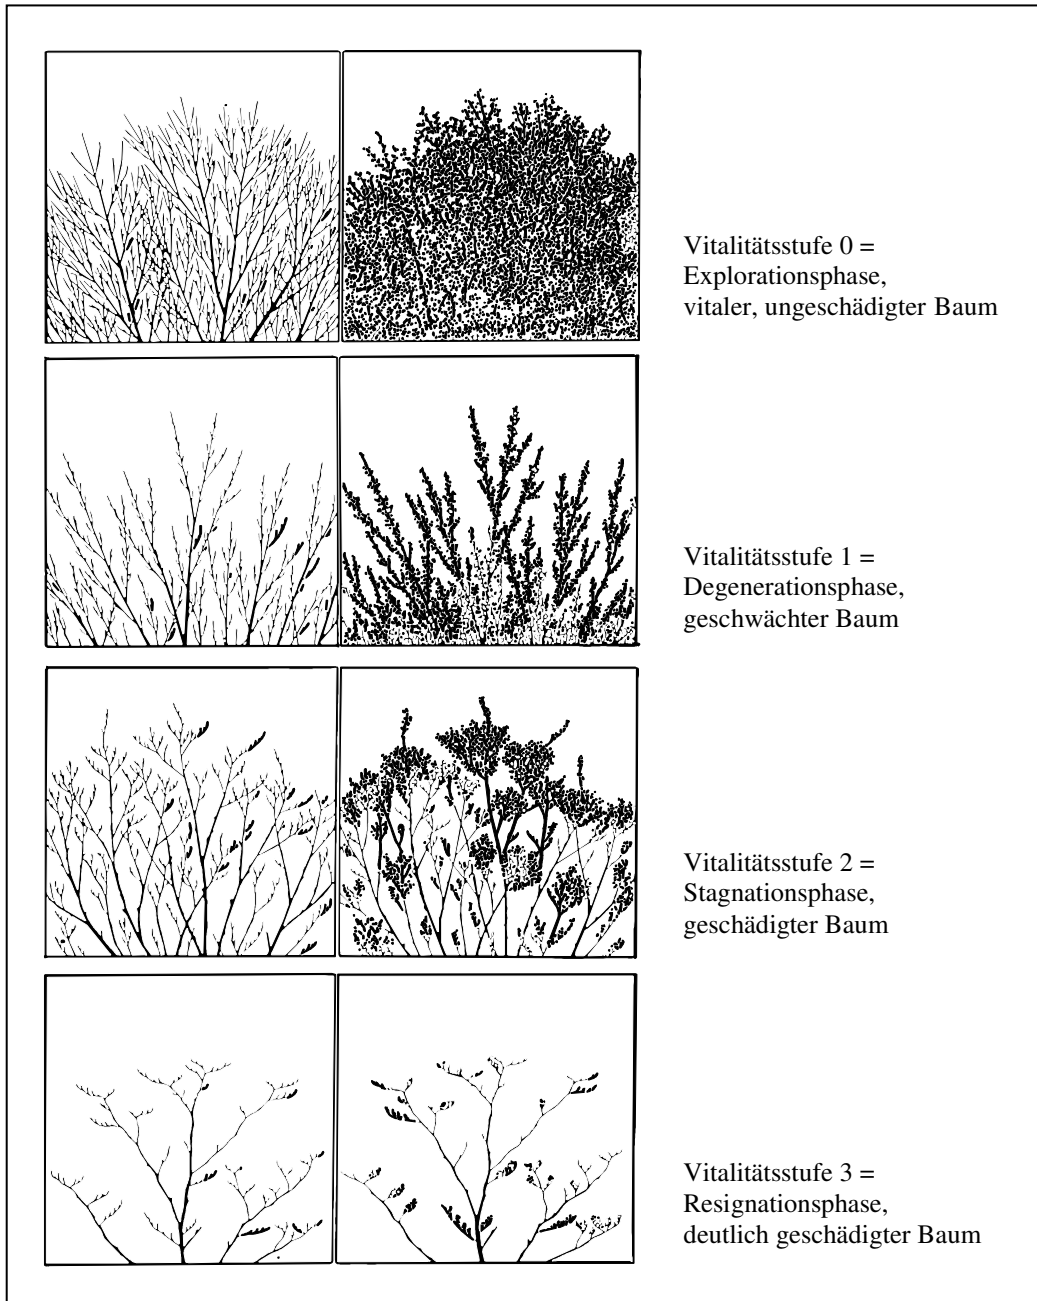 Vitalitätsstufe 0 =
Explorationsphase,
vitaler, ungeschädigter Baum
Vitalitätsstufe 1 =
Degenerationsphase,
geschwächter Baum
Vitalitätsstufe 2 =
Stagnationsphase,
geschädigter Baum
Vitalitätsstufe 3 =
Resignationsphase,
deutlich geschädigter Baum